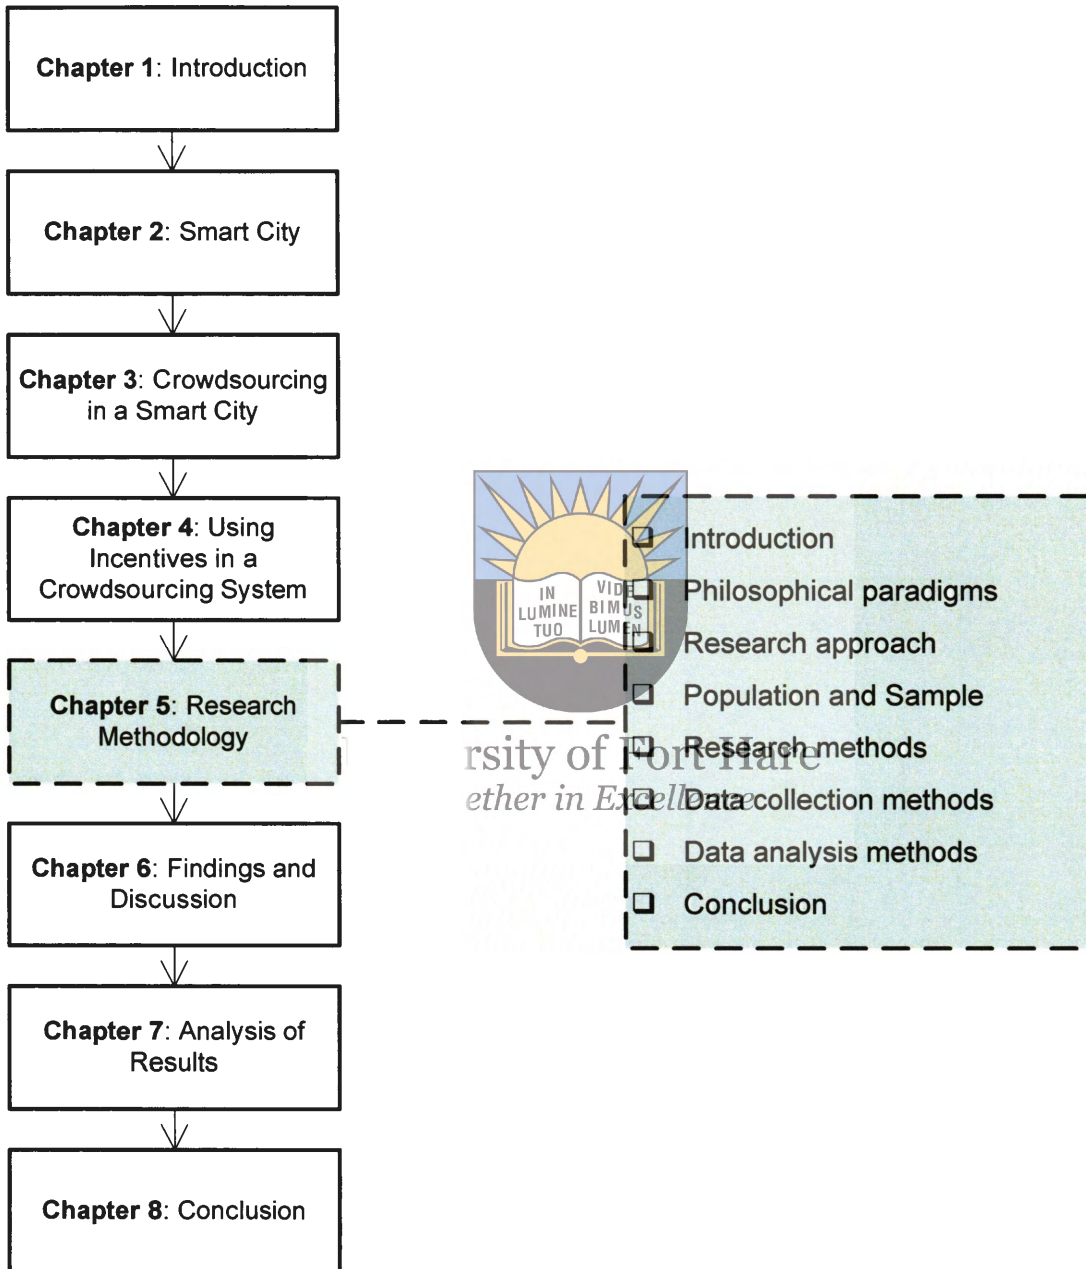 Chapter 1: Introduction
Chapter 2: Smart City
Chapter 3: Crowdsourcing
in a Smart City
Chapter 4: Using
Incentives in a
Crowdsourcing System
Chapter 5: Research
Methodology
Chapter 6: Findings and
Discussion
Chapter 7: Analysis of
Results
Chapter 8: Conclusion
IN
LUMINE
TUO
VIDE
BIMUS
LUMEN
rsity of Fort Hare
ether in Excellence
❑ Introduction
❑ Philosophical paradigms
❑ Research approach
❑ Population and Sample
❑ Research methods
❑ Data collection methods
❑ Data analysis methods
❑ Conclusion